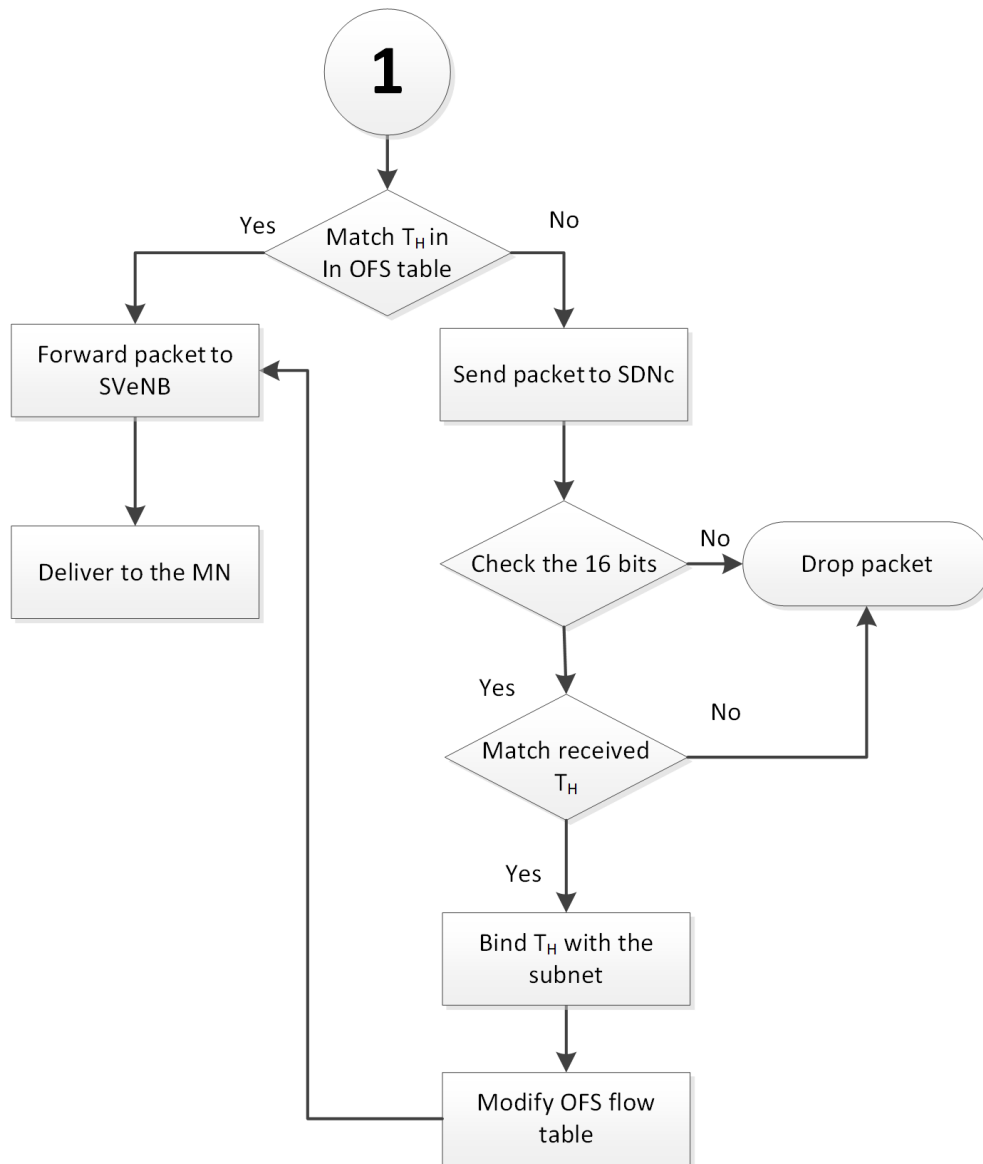 1
Yes
No
Match TH in
In OFS table
Forward packet to
SVeNB
Send packet to SDNc
Deliver to the MN
Check the 16 bits
No
Drop packet
Yes
No
Match received
TH
Yes
Bind TH with the
subnet
Modify OFS flow
table